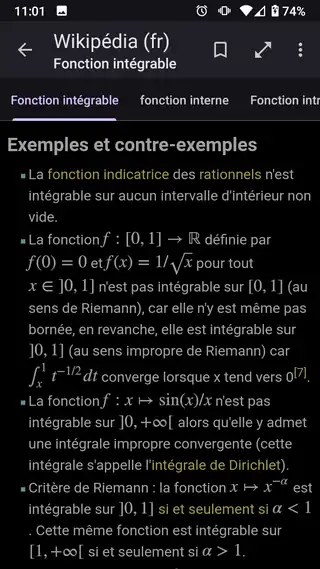 11:01 74%
Wikipédia (fr)
Fonction intégrable
Fonction intégrable fonction interne Fonction intr
Exemples et contre-exemples
▪ La fonction indicatrice des rationnels n'est
intégrable sur aucun intervalle d'intérieur non
vide.
▪ La fonction f : [0, 1] → ℝ définie par
f(0) = 0 et f(x) = 1/√x pour tout
x ∈ ]0, 1] n'est pas intégrable sur [0, 1] (au
sens de Riemann), car elle n'y est même pas
bornée, en revanche, elle est intégrable sur
]0, 1] (au sens impropre de Riemann) car
∫ₓ¹ t^{-1/2} dt converge lorsque x tend vers 0[7].
▪ La fonction f : x ↦ sin(x)/x n'est pas
intégrable sur ]0, +∞[ alors qu'elle y admet
une intégrale impropre convergente (cette
intégrale s'appelle l'intégrale de Dirichlet).
▪ Critère de Riemann : la fonction x ↦ x^{-α} est
intégrable sur ]0, 1] si et seulement si α < 1
. Cette même fonction est intégrable sur
[1, +∞[ si et seulement si α > 1.